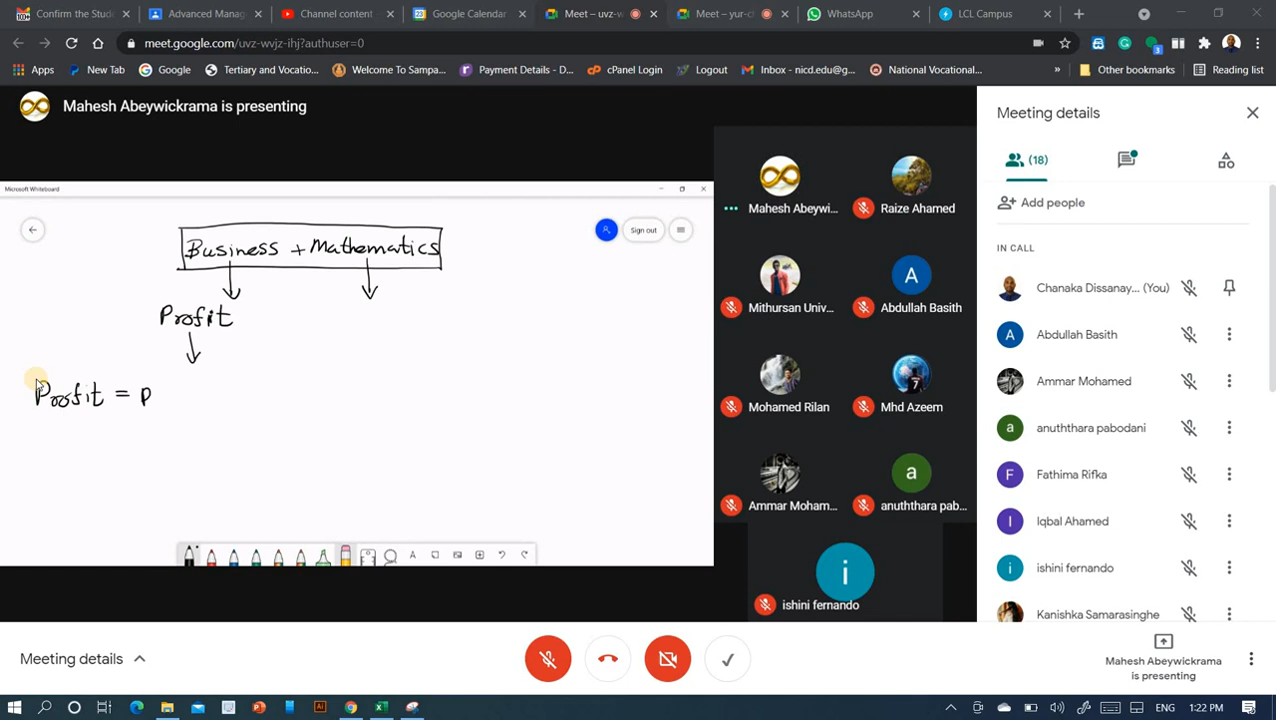 Confirm the Stude
Advanced Manag
Channel content
Google Calendar
Meet – uvz-w
Meet – yur-c
WhatsApp
LCL Campus
meet.google.com/uvz-wvjz-ihj?authuser=0
3
Apps
New Tab
Google
Tertiary and Vocatio...
Welcome To Sampa...
Payment Details - D...
cPanel Login
Logout
Inbox - nicd.edu@g...
National Vocational...
»
Other bookmarks
Reading list
Mahesh Abeywickrama is presenting
Microsoft Whiteboard
Sign out
Business + Mathematics
Profit
Profit = p
Mahesh Abeywi...
Raize Ahamed
Mithursan Univ...
A
Abdullah Basith
Mohamed Rilan
Mhd Azeem
Ammar Moham...
a
anuththara pab...
i
ishini fernando
Meeting details
(18)
Add people
IN CALL
Chanaka Dissanay... (You)
A
Abdullah Basith
Ammar Mohamed
a
anuththara pabodani
F
Fathima Rifka
I
Iqbal Ahamed
i
ishini fernando
Kanishka Samarasinghe
Meeting details
Mahesh Abeywickrama
is presenting
ENG
1:22 PM